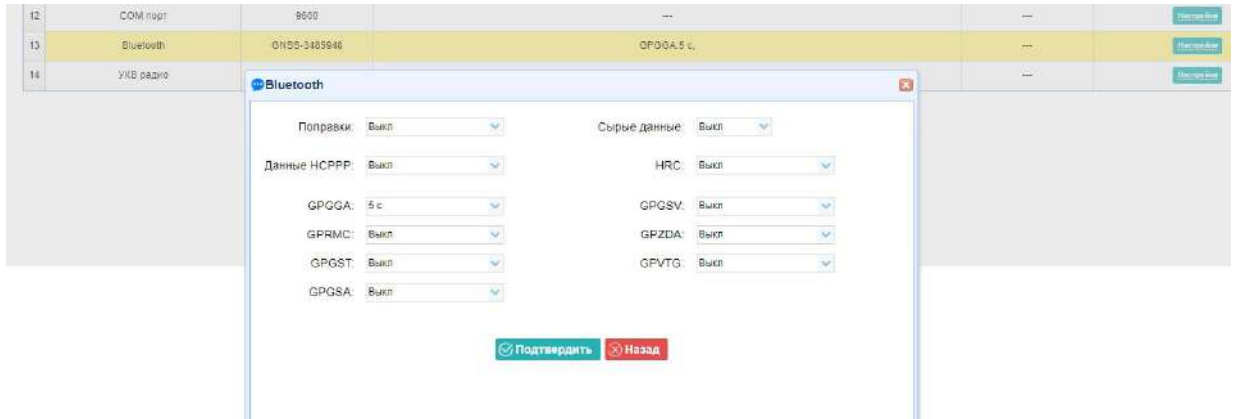 12 COM порт 9600 --- --- Настройки
13 Bluetooth GNSS-3485948 GPGGA:5 с, --- Настройки
14 УКВ радио --- Настройки
Bluetooth
Поправки: Выкл Сырые данные: Выкл
Данные HCPPP: Выкл HRC: Выкл
GPGGA: 5 с GPGSV: Выкл
GPRMC: Выкл GPZDA: Выкл
GPGST: Выкл GPVTG: Выкл
GPGSA: Выкл
Подтвердить Назад